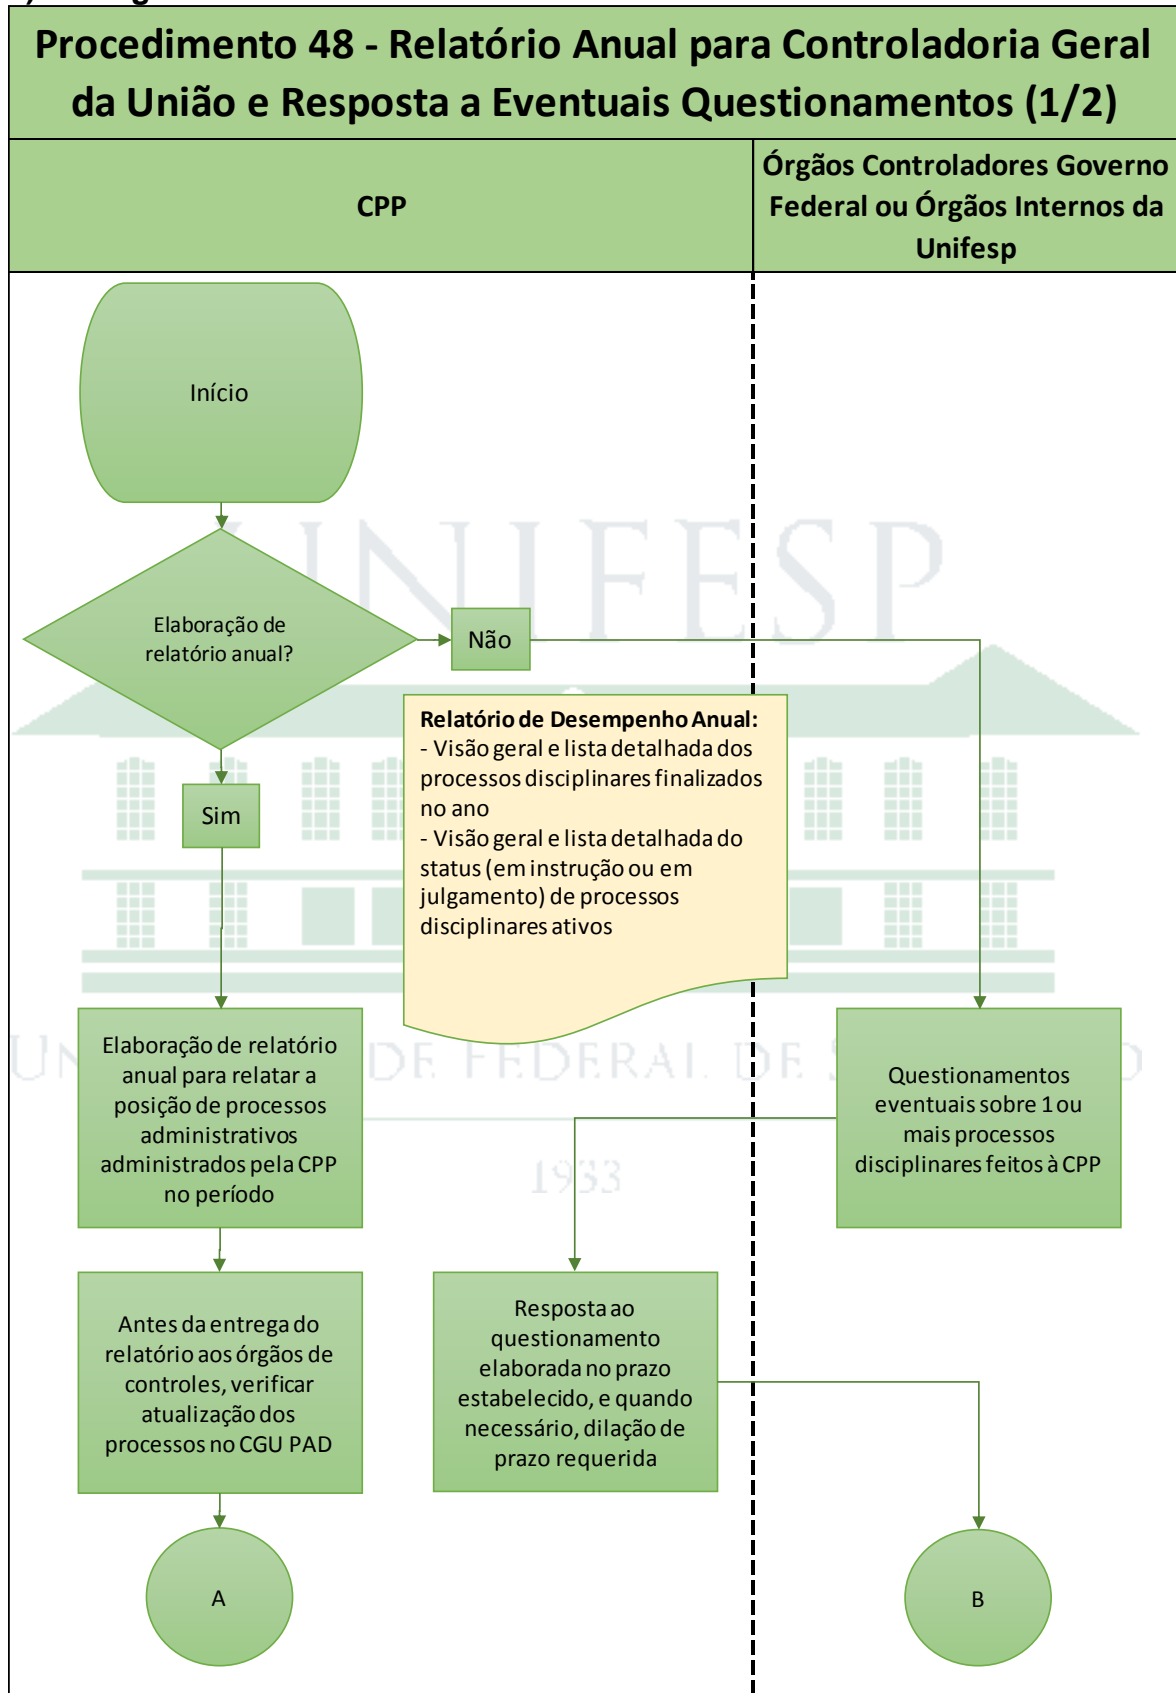 Procedimento 48 - Relatório Anual para Controladoria Geral
da União e Resposta a Eventuais Questionamentos (1/2)
CPP
Órgãos Controladores Governo
Federal ou Órgãos Internos da
Unifesp
Início
UNIFESP
Elaboração de
relatório anual?
Não
Sim
Relatório de Desempenho Anual:
- Visão geral e lista detalhada dos
processos disciplinares finalizados
no ano
- Visão geral e lista detalhada do
status (em instrução ou em
julgamento) de processos
disciplinares ativos
Elaboração de relatório
anual para relatar a
posição de processos
administrativos
administrados pela CPP
no período
DE FEDERAL DE
1933
Questionamentos
eventuais sobre 1 ou
mais processos
disciplinares feitos à CPP
Antes da entrega do
relatório aos órgãos de
controles, verificar
atualização dos
processos no CGU PAD
Resposta ao
questionamento
elaborada no prazo
estabelecido, e quando
necessário, dilação de
prazo requerida
A
B